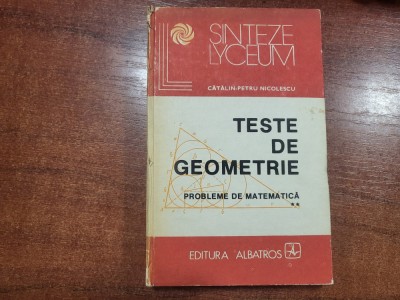 SINTEZE
LYCEUM
CĂTĂLIN-PETRU NICOLESCU
TESTE
DE
GEOMETRIE
PROBLEME DE MATEMATICĂ
**
EDITURA ALBATROS